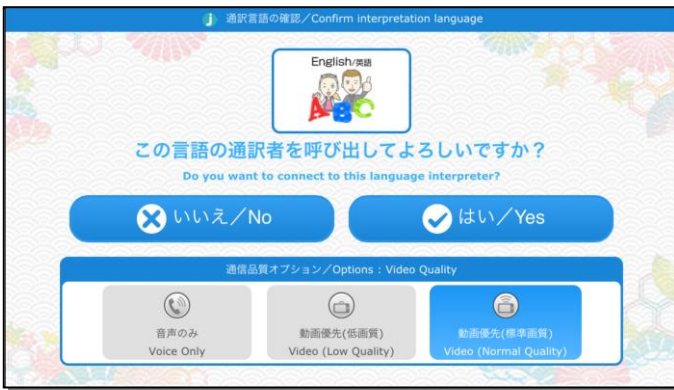 通訳言語の確認／Confirm interpretation language
English/英語
ABC
この言語の通訳者を呼び出してよろしいですか？
Do you want to connect to this language interpreter?
いいえ／No
はい／Yes
通信品質オプション／Options : Video Quality
音声のみ
Voice Only
動画優先(低画質)
Video (Low Quality)
動画優先(標準画質)
Video (Normal Quality)